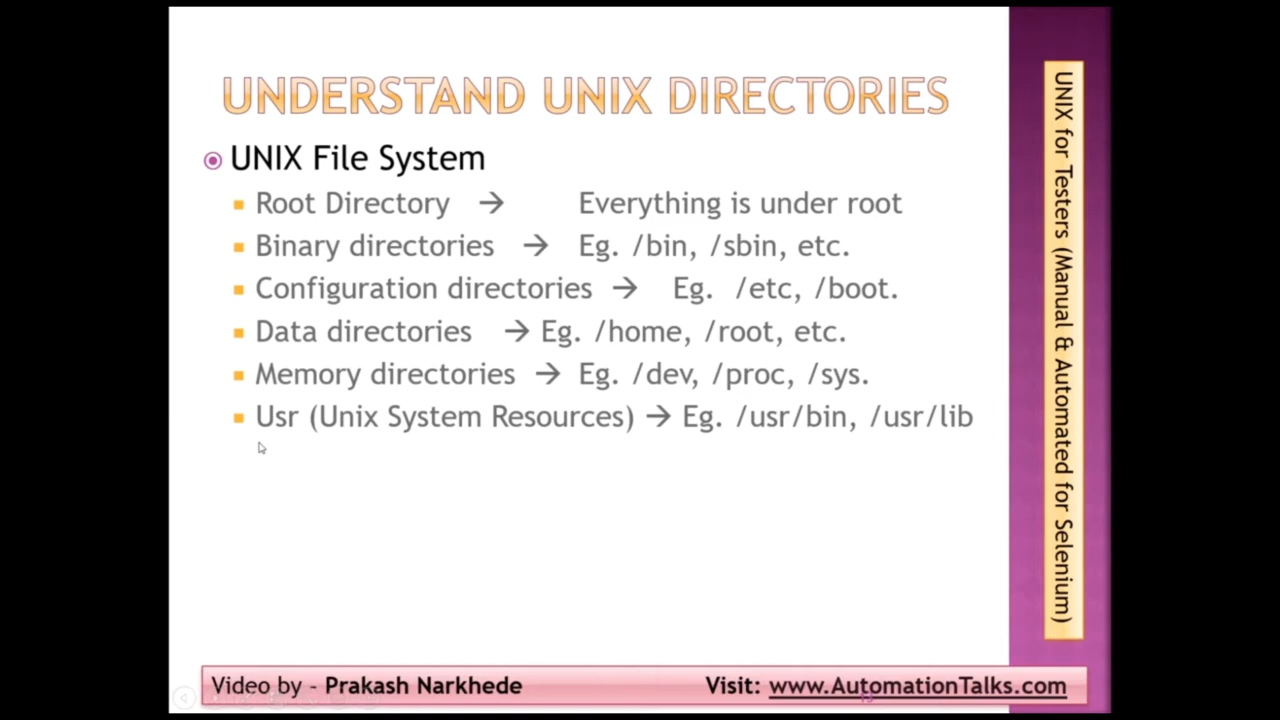 UNDERSTAND UNIX DIRECTORIES
UNIX File System
Root Directory → Everything is under root
Binary directories → Eg. /bin, /sbin, etc.
Configuration directories → Eg. /etc, /boot.
Data directories → Eg. /home, /root, etc.
Memory directories → Eg. /dev, /proc, /sys.
Usr (Unix System Resources) → Eg. /usr/bin, /usr/lib
UNIX for Testers (Manual & Automated for Selenium)
Video by - Prakash Narkhede
Visit: www.AutomationTalks.com